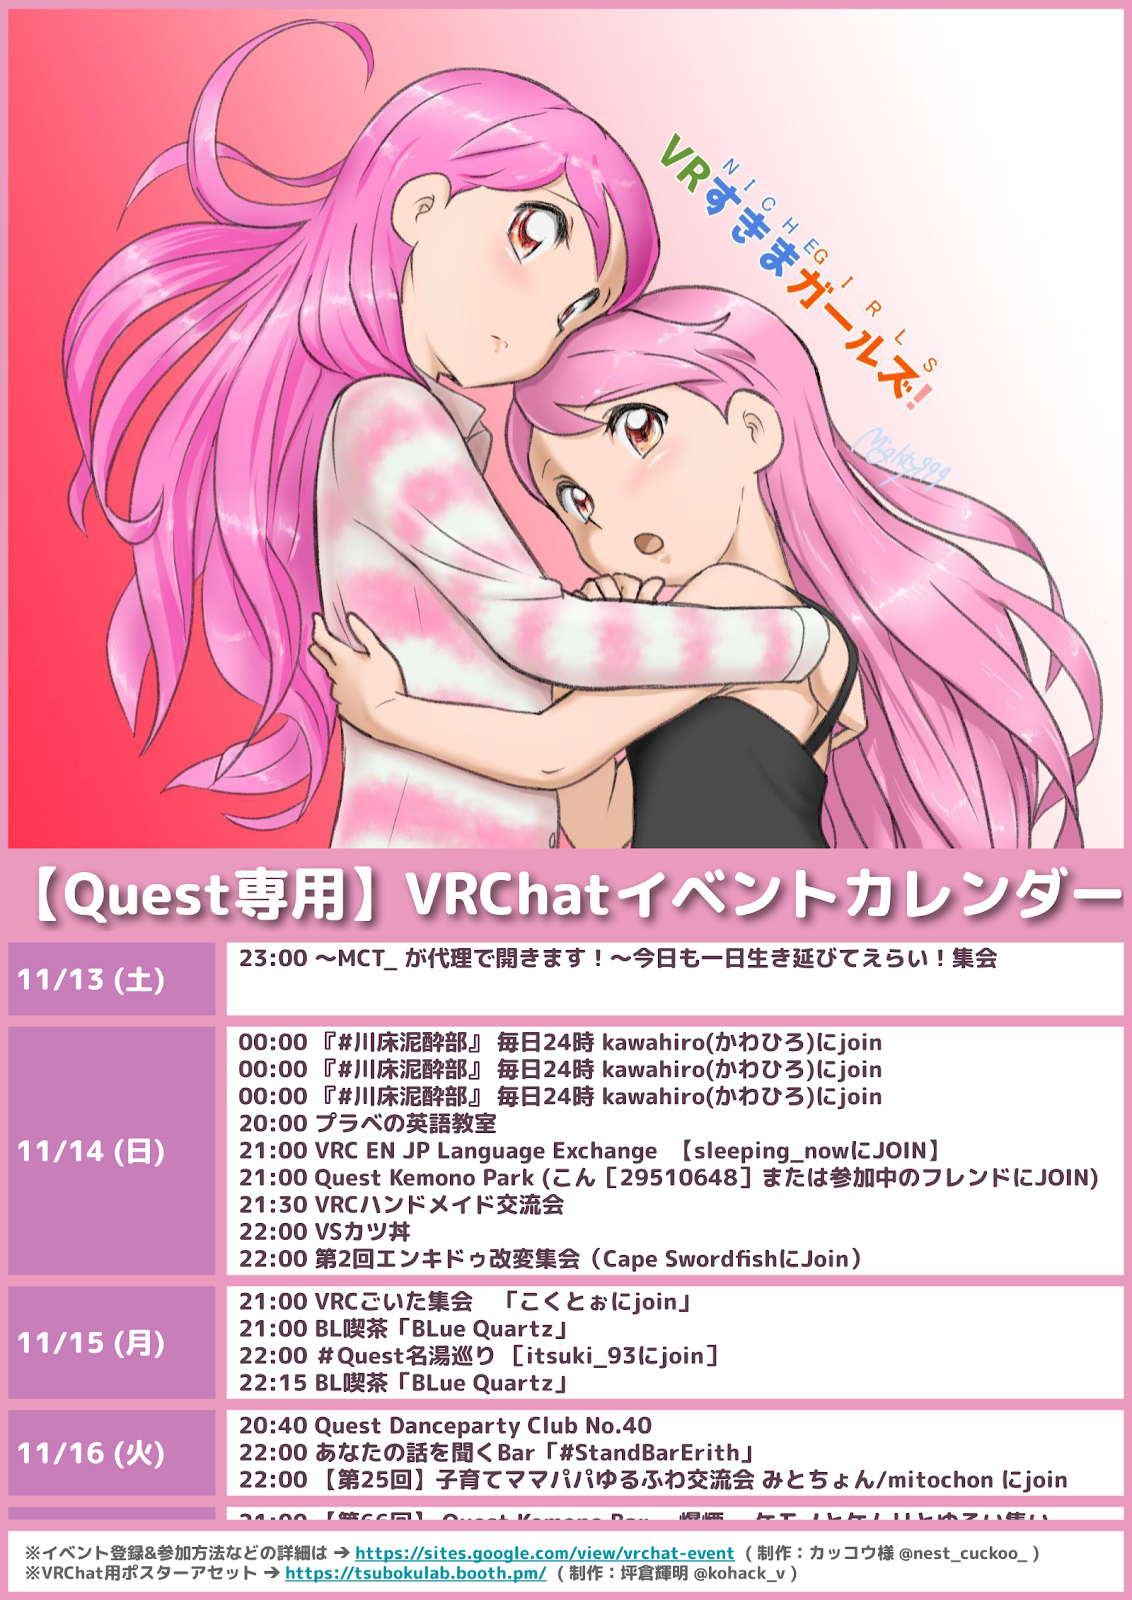 NICHE GIRLS
VRすきまガールズ!
Mighty999
【Quest専用】VRChatイベントカレンダー
11/13 (土)
23:00 ～MCT_ が代理で開きます！～今日も一日生き延びてえらい！集会
11/14 (日)
00:00 『#川床泥酔部』 毎日24時 kawahiro(かわひろ)にjoin
00:00 『#川床泥酔部』 毎日24時 kawahiro(かわひろ)にjoin
00:00 『#川床泥酔部』 毎日24時 kawahiro(かわひろ)にjoin
20:00 プラベの英語教室
21:00 VRC EN JP Language Exchange 【sleeping_nowにJOIN】
21:00 Quest Kemono Park (こん［29510648］または参加中のフレンドにJOIN)
21:30 VRCハンドメイド交流会
22:00 VSカツ丼
22:00 第2回エンキドゥ改変集会（Cape SwordfishにJoin）
11/15 (月)
21:00 VRCごいた集会 「こくとぉにjoin」
21:00 BL喫茶「BLue Quartz」
22:00 ＃Quest名湯巡り ［itsuki_93にjoin］
22:15 BL喫茶「BLue Quartz」
11/16 (火)
20:40 Quest Danceparty Club No.40
22:00 あなたの話を聞くBar「#StandBarErith」
22:00 【第25回】子育てママパパゆるふわ交流会 みとちょん/mitochon にjoin
21:00 【第66回】 Quest Kemono Bar
※イベント登録&参加方法などの詳細は ➔ https://sites.google.com/view/vrchat-event ( 制作：カッコウ様 @nest_cuckoo_ )
※VRChat用ポスターアセット ➔ https://tsubokulab.booth.pm/ ( 制作：坪倉輝明 @kohack_v )